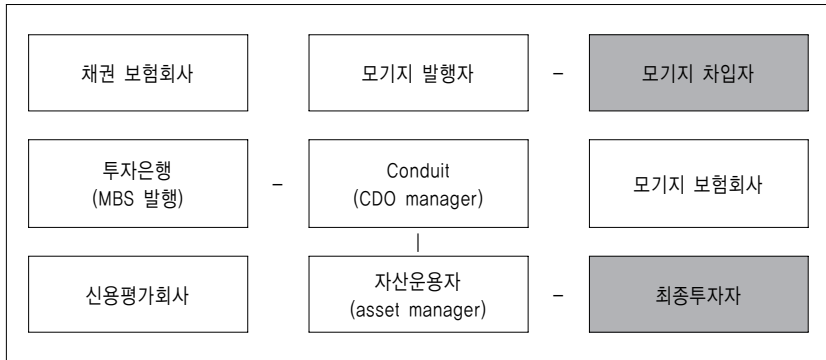 채권 보험회사
모기지 발행자
–
모기지 차입자
투자은행
(MBS 발행)
–
Conduit
(CDO manager)
모기지 보험회사
|
신용평가회사
자산운용자
(asset manager)
–
최종투자자